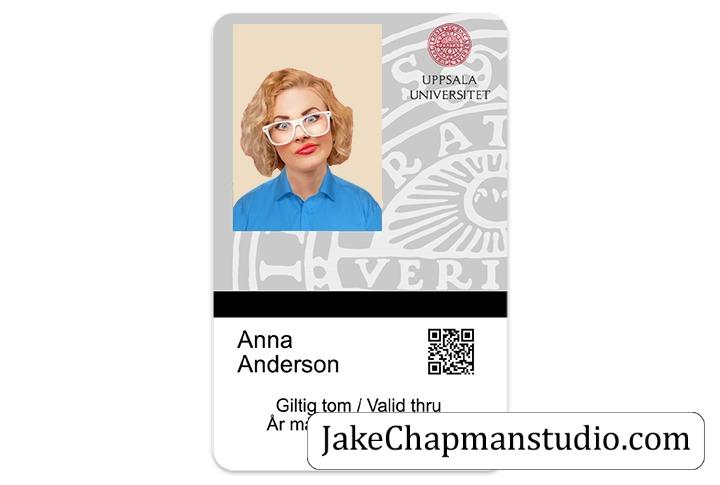 UPPSALA
UNIVERSITET
Anna
Anderson
Giltig tom / Valid thru
År
JakeChapmanstudio.com